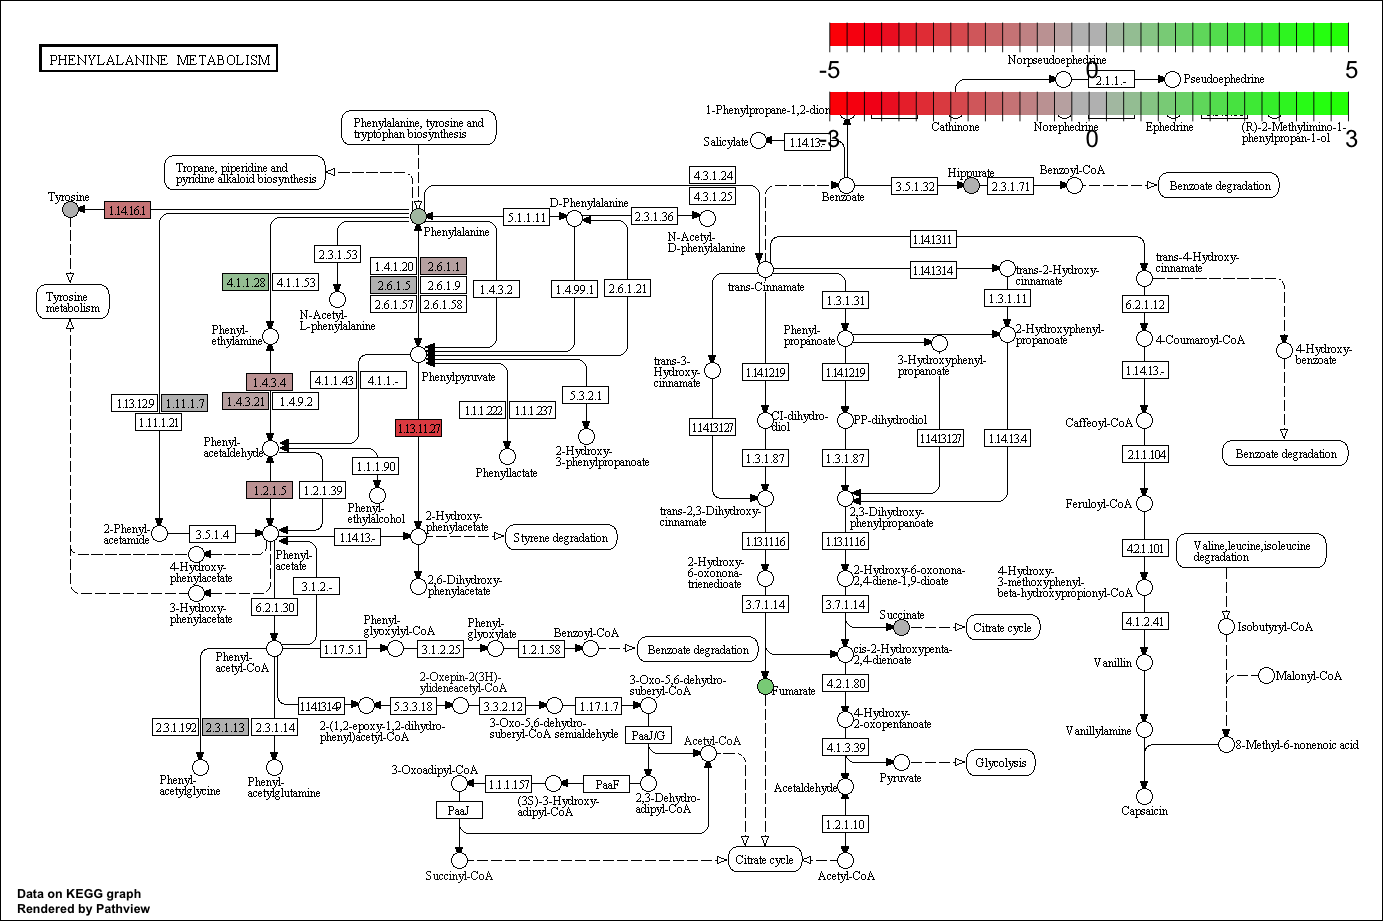 PHENYLALANINE METABOLISM
-5
0
5
-3
0
3
Norpseudoephedrine
2.1.1.-
Pseudoephedrine
1-Phenylpropane-1,2-dion
Cathinone
Norephedrine
Ephedrine
(R)-2-Methylimino-1-
phenylpropan-1-ol
Phenylalanine, tyrosine and
tryptophan biosynthesis
Salicylate
1.14.13.-
Tropane, piperidine and
pyridine alkaloid biosynthesis
4.3.1.24
4.3.1.25
Hippurate
Benzoyl-CoA
3.5.1.32
2.3.1.71
Benzoate
Benzoate degradation
Tyrosine
1.14.16.1
Phenylalanine
5.1.1.11
D-Phenylalanine
2.3.1.36
N-Acetyl-
D-phenylalanine
1.14.13.11
2.3.1.53
1.4.1.20
2.6.1.1
2.6.1.5
2.6.1.9
2.6.1.57
2.6.1.58
1.4.3.2
1.4.99.1
2.6.1.21
4.1.1.28
4.1.1.53
trans-Cinnamate
1.14.13.14
trans-2-Hydroxy-
cinnamate
trans-4-Hydroxy-
cinnamate
Tyrosine
metabolism
N-Acetyl-
L-phenylalanine
1.3.1.31
1.3.1.11
6.2.1.12
Phenyl-
ethylamine
Phenyl-
propanoate
2-Hydroxyphenyl-
propanoate
4-Coumaroyl-CoA
4-Hydroxy-
benzoate
Phenylpyruvate
trans-3-
Hydroxy-
cinnamate
3-Hydroxyphenyl-
propanoate
1.4.3.4
4.1.1.43
4.1.1.-
1.14.12.19
1.14.12.19
1.14.13.-
1.13.12.9
1.11.1.7
1.11.1.21
1.4.3.21
1.4.9.2
1.1.1.222
1.1.1.237
5.3.2.1
CI-dihydro-
diol
PP-dihydrodiol
Caffeoyl-CoA
1.13.11.27
1.14.13.127
1.14.13.127
1.14.13.4
Phenyl-
acetaldehyde
1.1.1.90
Phenyllactate
2-Hydroxy-
3-phenylpropanoate
1.3.1.87
1.3.1.87
2.1.1.104
Benzoate degradation
1.2.1.5
1.2.1.39
Phenyl-
ethylalcohol
trans-2,3-Dihydroxy-
cinnamate
2,3-Dihydroxy-
phenylpropanoate
Feruloyl-CoA
2-Phenyl-
acetamide
3.5.1.4
1.14.13.-
2-Hydroxy-
phenylacetate
Styrene degradation
1.13.11.16
1.13.11.16
4.2.1.101
Valine,leucine,isoleucine
degradation
Phenyl-
acetate
4-Hydroxy-
phenylacetate
3-Hydroxy-
phenylacetate
3.1.2.-
6.2.1.30
2,6-Dihydroxy-
phenylacetate
2-Hydroxy-
6-oxonona-
trienedioate
2-Hydroxy-6-oxonona-
2,4-diene-1,9-dioate
4-Hydroxy-
3-methoxyphenyl-
beta-hydroxypropionyl-CoA
3.7.1.14
3.7.1.14
Succinate
Citrate cycle
4.1.2.41
Isobutyryl-CoA
Phenyl-
acetyl-CoA
1.17.5.1
Phenyl-
glyoxylyl-CoA
3.1.2.25
Phenyl-
glyoxylate
1.2.1.58
Benzoyl-CoA
Benzoate degradation
cis-2-Hydroxypenta-
2,4-dienoate
Vanillin
Malonyl-CoA
Fumarate
4.2.1.80
1.14.13.149
5.3.3.18
2-Oxepin-2(3H)-
ylideneacetyl-CoA
3.3.2.12
1.17.1.7
3-Oxo-5,6-dehydro-
suberyl-CoA
2-(1,2-epoxy-1,2-dihydro-
phenyl)acetyl-CoA
3-Oxo-5,6-dehydro-
suberyl-CoA semialdehyde
4-Hydroxy-
2-oxopentanoate
Vanillylamine
2.3.1.192
2.3.1.13
2.3.1.14
PaaJ/G
Acetyl-CoA
4.1.3.39
8-Methyl-6-nonenoic acid
Pyruvate
Glycolysis
Phenyl-
acetylglycine
Phenyl-
acetylglutamine
3-Oxoadipyl-CoA
1.1.1.157
PaaF
(3S)-3-Hydroxy-
adipyl-CoA
2,3-Dehydro-
adipyl-CoA
Acetaldehyde
PaaJ
1.2.1.10
Capsaicin
Succinyl-CoA
Citrate cycle
Acetyl-CoA
Data on KEGG graph
Rendered by Pathview